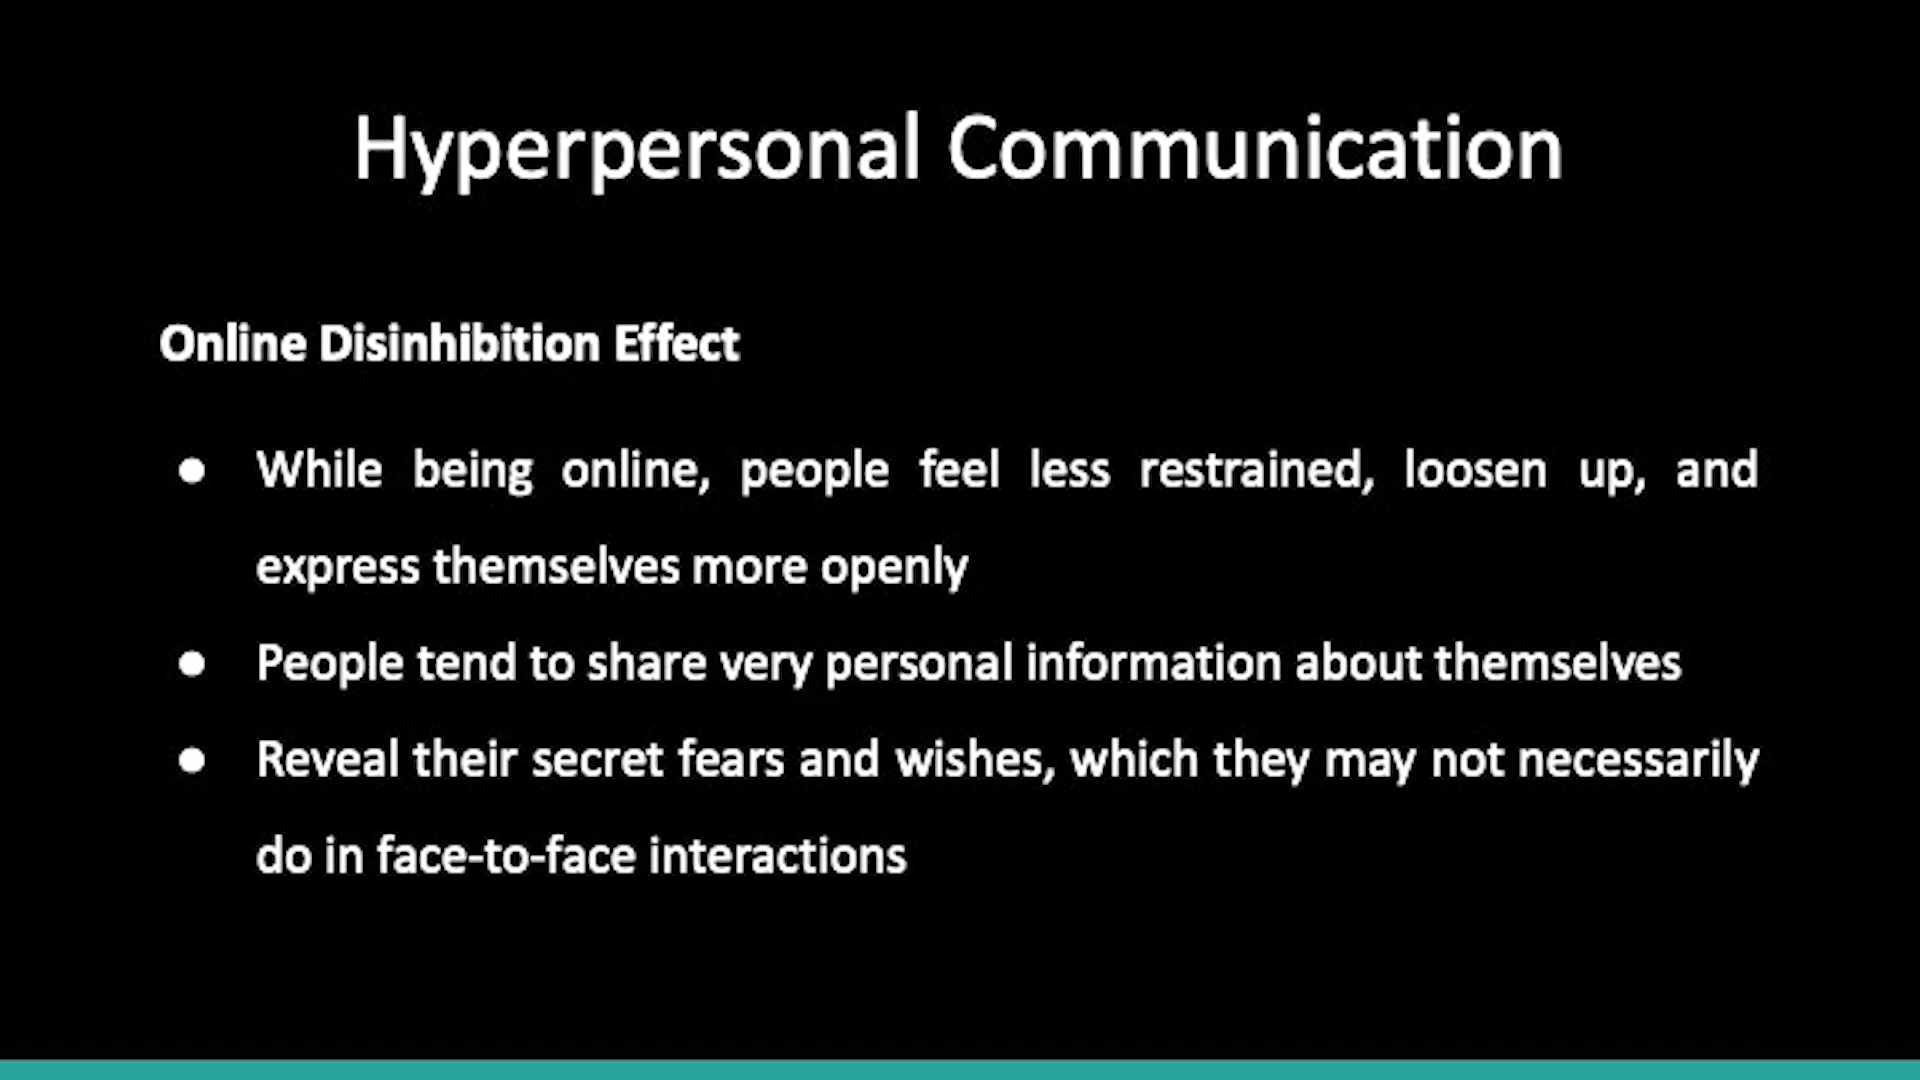 Hyperpersonal Communication
Online Disinhibition Effect
● While being online, people feel less restrained, loosen up, and
express themselves more openly
● People tend to share very personal information about themselves
● Reveal their secret fears and wishes, which they may not necessarily
do in face-to-face interactions